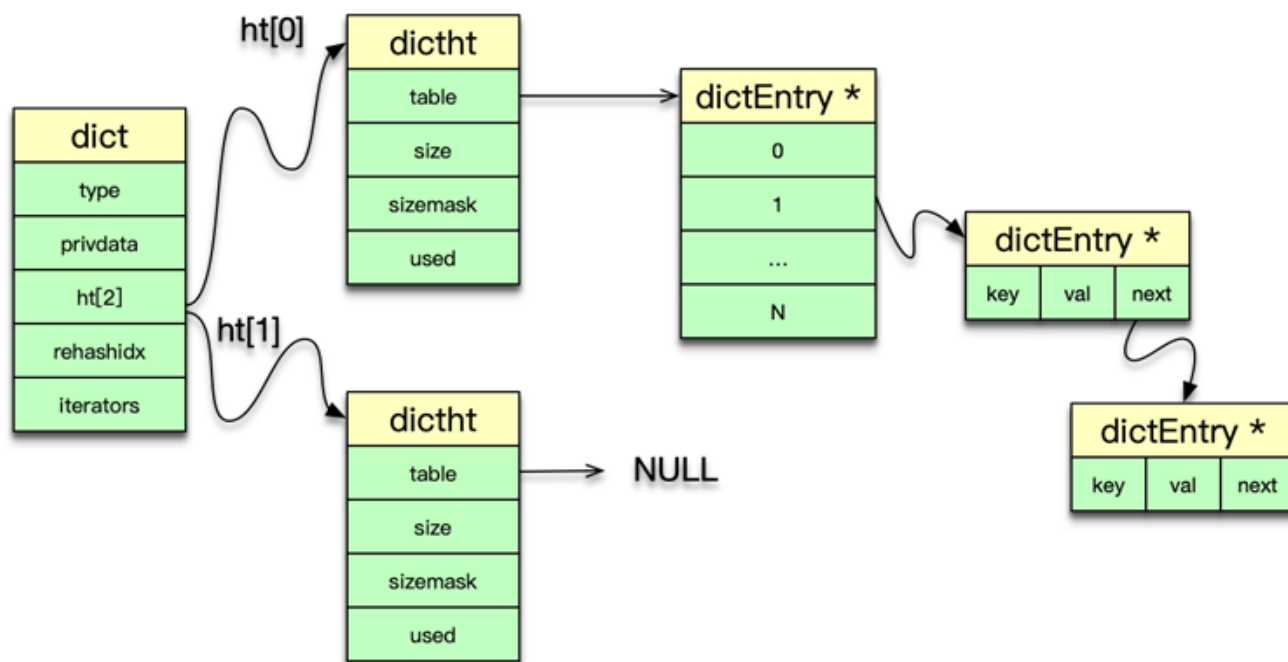 ht[0]
dictht
table
size
sizemask
used
dict
type
privdata
ht[2]
rehashidx
iterators
dictEntry *
0
1
...
N
dictEntry *
key val next
dictEntry *
key val next
ht[1]
dictht
table
size
sizemask
used
NULL